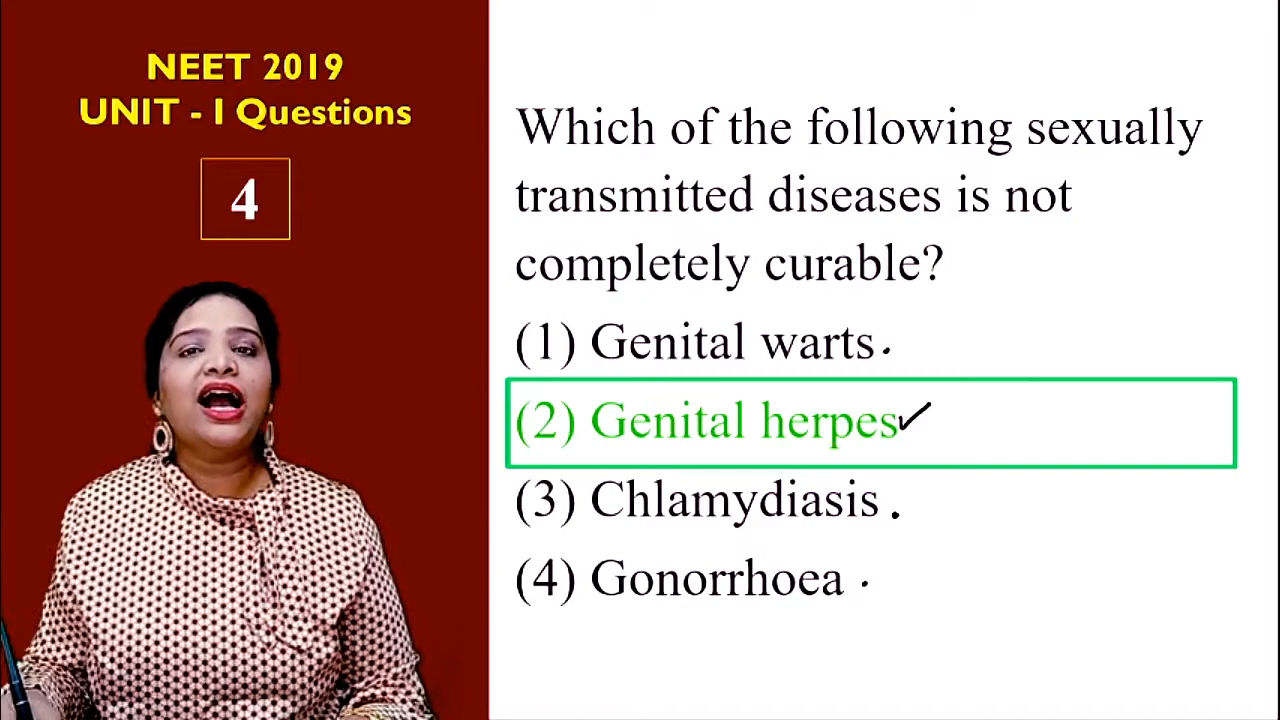 NEET 2019
UNIT - I Questions
4
Which of the following sexually
transmitted diseases is not
completely curable?
(1) Genital warts.
(2) Genital herpes✓
(3) Chlamydiasis .
(4) Gonorrhoea .